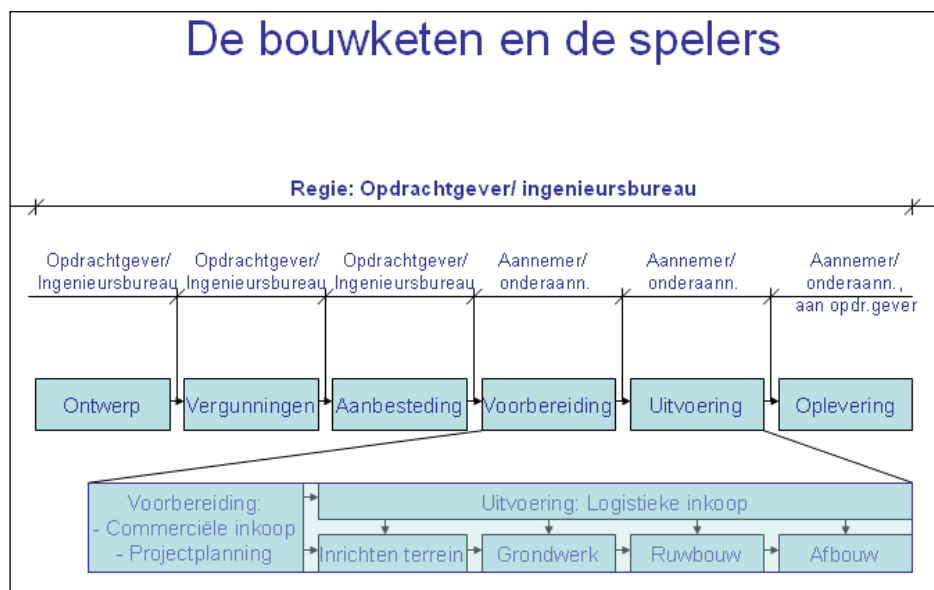 De bouwketen en de spelers
Regie: Opdrachtgever/ ingenieursbureau
Opdrachtgever/
Ingenieursbureau
Opdrachtgever/
Ingenieursbureau
Opdrachtgever/
Ingenieursbureau
Aannemer/
onderaann.
Aannemer/
onderaann.
Aannemer/
onderaann.,
aan opdr.gever
Ontwerp
Vergunningen
Aanbesteding
Voorbereiding
Uitvoering
Oplevering
Voorbereiding:
- Commerciële inkoop
- Projectplanning
Uitvoering: Logistieke inkoop
Inrichten terrein
Grondwerk
Ruwbouw
Afbouw